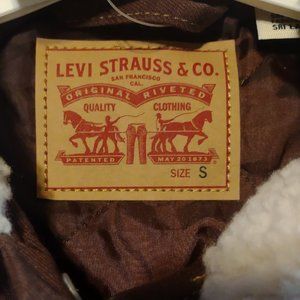 LEVI STRAUSS & CO.
SAN FRANCISCO
CAL.
ORIGINAL RIVETED
QUALITY CLOTHING
PATENTED MAY 20 1873
SIZE S